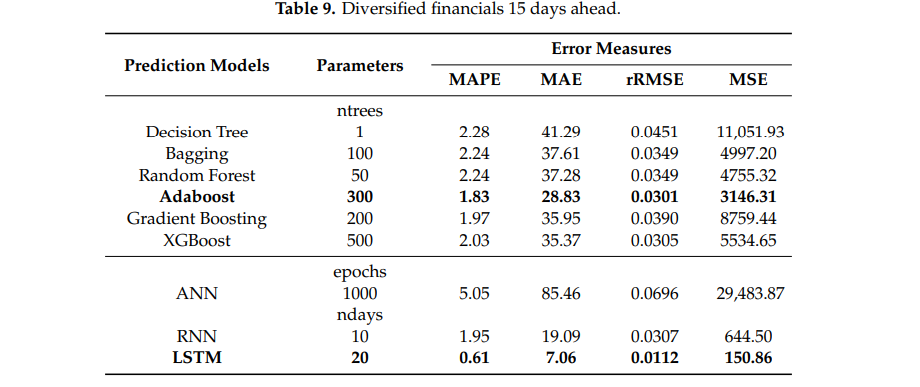 Table 9. Diversified financials 15 days ahead.
Prediction Models Parameters Error Measures
MAPE MAE rRMSE MSE
ntrees
Decision Tree 1 2.28 41.29 0.0451 11,051.93
Bagging 100 2.24 37.61 0.0349 4997.20
Random Forest 50 2.24 37.28 0.0349 4755.32
Adaboost 300 1.83 28.83 0.0301 3146.31
Gradient Boosting 200 1.97 35.95 0.0390 8759.44
XGBoost 500 2.03 35.37 0.0305 5534.65
epochs
ANN 1000 5.05 85.46 0.0696 29,483.87
ndays
RNN 10 1.95 19.09 0.0307 644.50
LSTM 20 0.61 7.06 0.0112 150.86